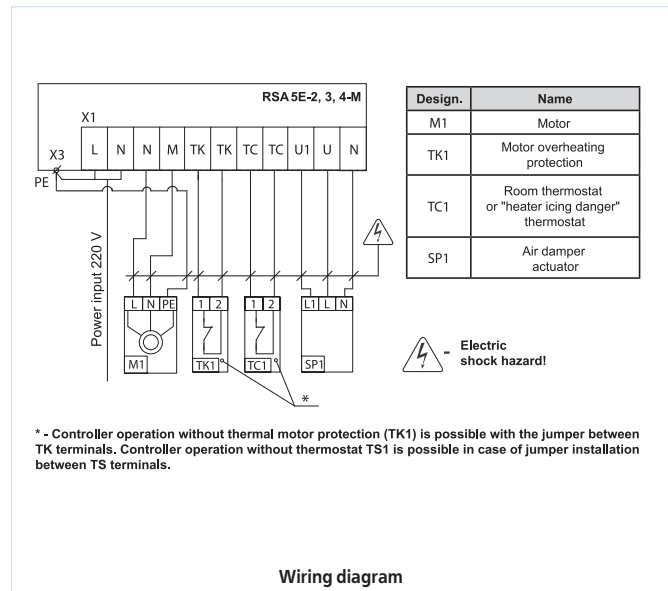 RSA 5E-2, 3, 4-M
X1
L N N M TK TK TC TC U1 U N
X3
PE
Power input 220 V
L N PE 1 2 1 2 L1 L N
M1 TK1 TC1 SP1
*
Design. Name
M1 Motor
TK1 Motor overheating
protection
TC1 Room thermostat
or "heater icing danger"
thermostat
SP1 Air damper
actuator
- Electric
shock hazard!
* - Controller operation without thermal motor protection (TK1) is possible with the jumper between
TK terminals. Controller operation without thermostat TS1 is possible in case of jumper installation
between TS terminals.
Wiring diagram